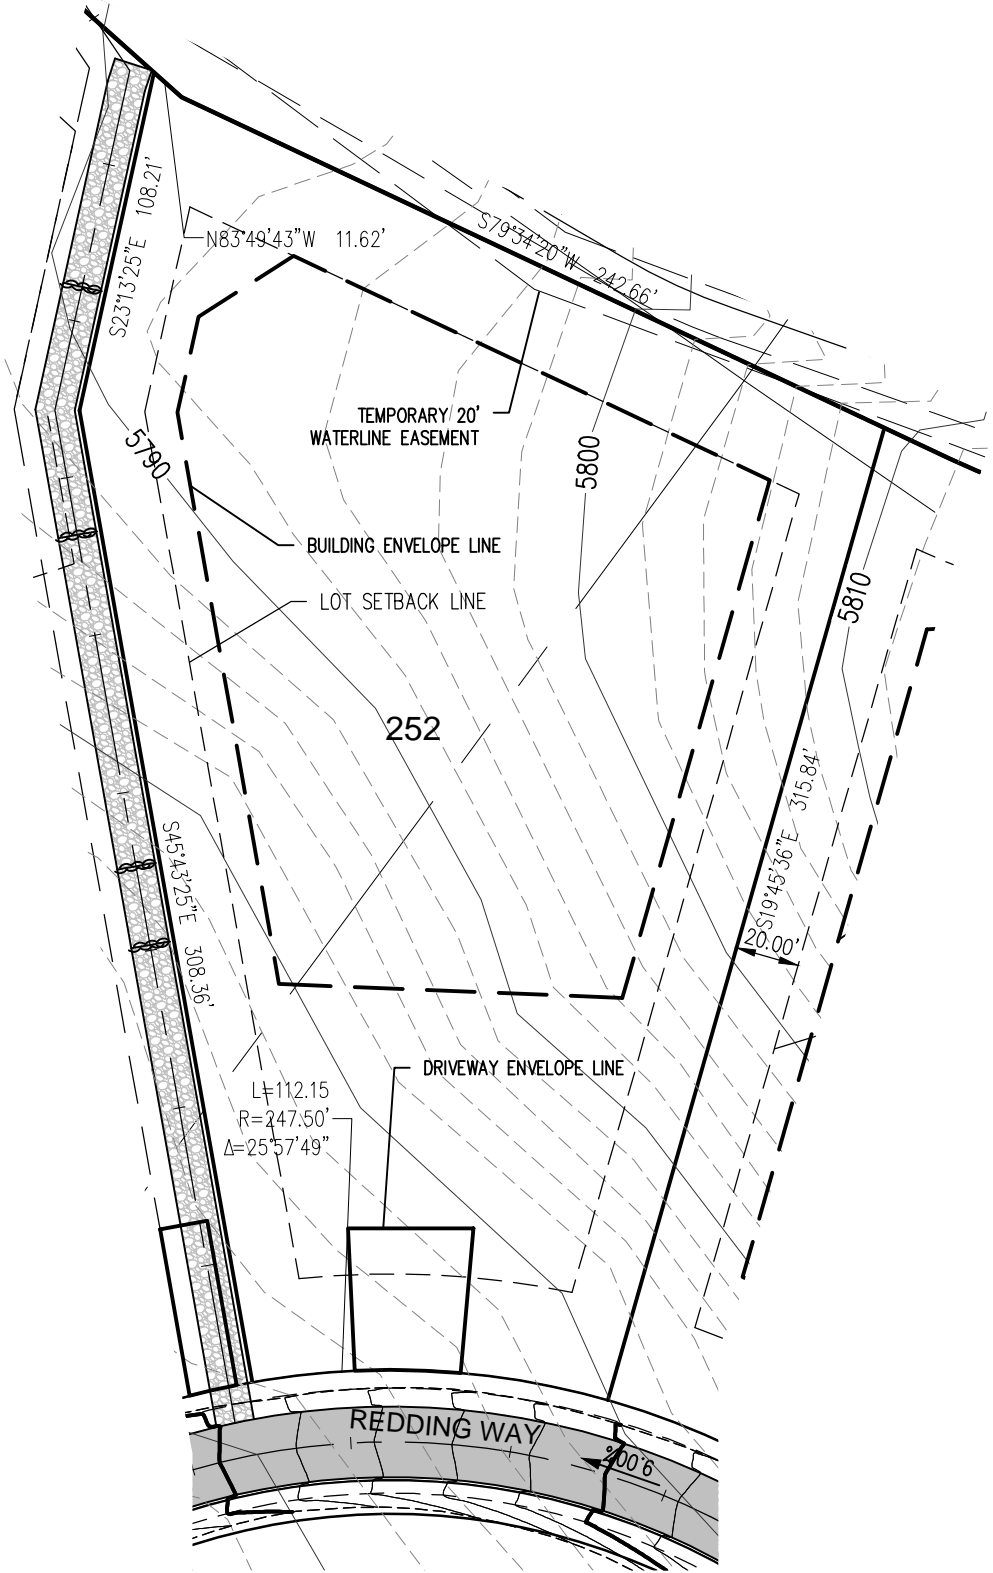 S23°13'25"E 108.21'
N83°49'43"W 11.62'
S79°34'20"W 242.66'
TEMPORARY 20'
WATERLINE EASEMENT
5790
5800
BUILDING ENVELOPE LINE
5810
LOT SETBACK LINE
252
S45°43'25"E 308.36'
S19°45'36"E 315.84'
20.00'
DRIVEWAY ENVELOPE LINE
L=112.15
R=247.50'
Δ=25°57'49"
REDDING WAY
9.00%